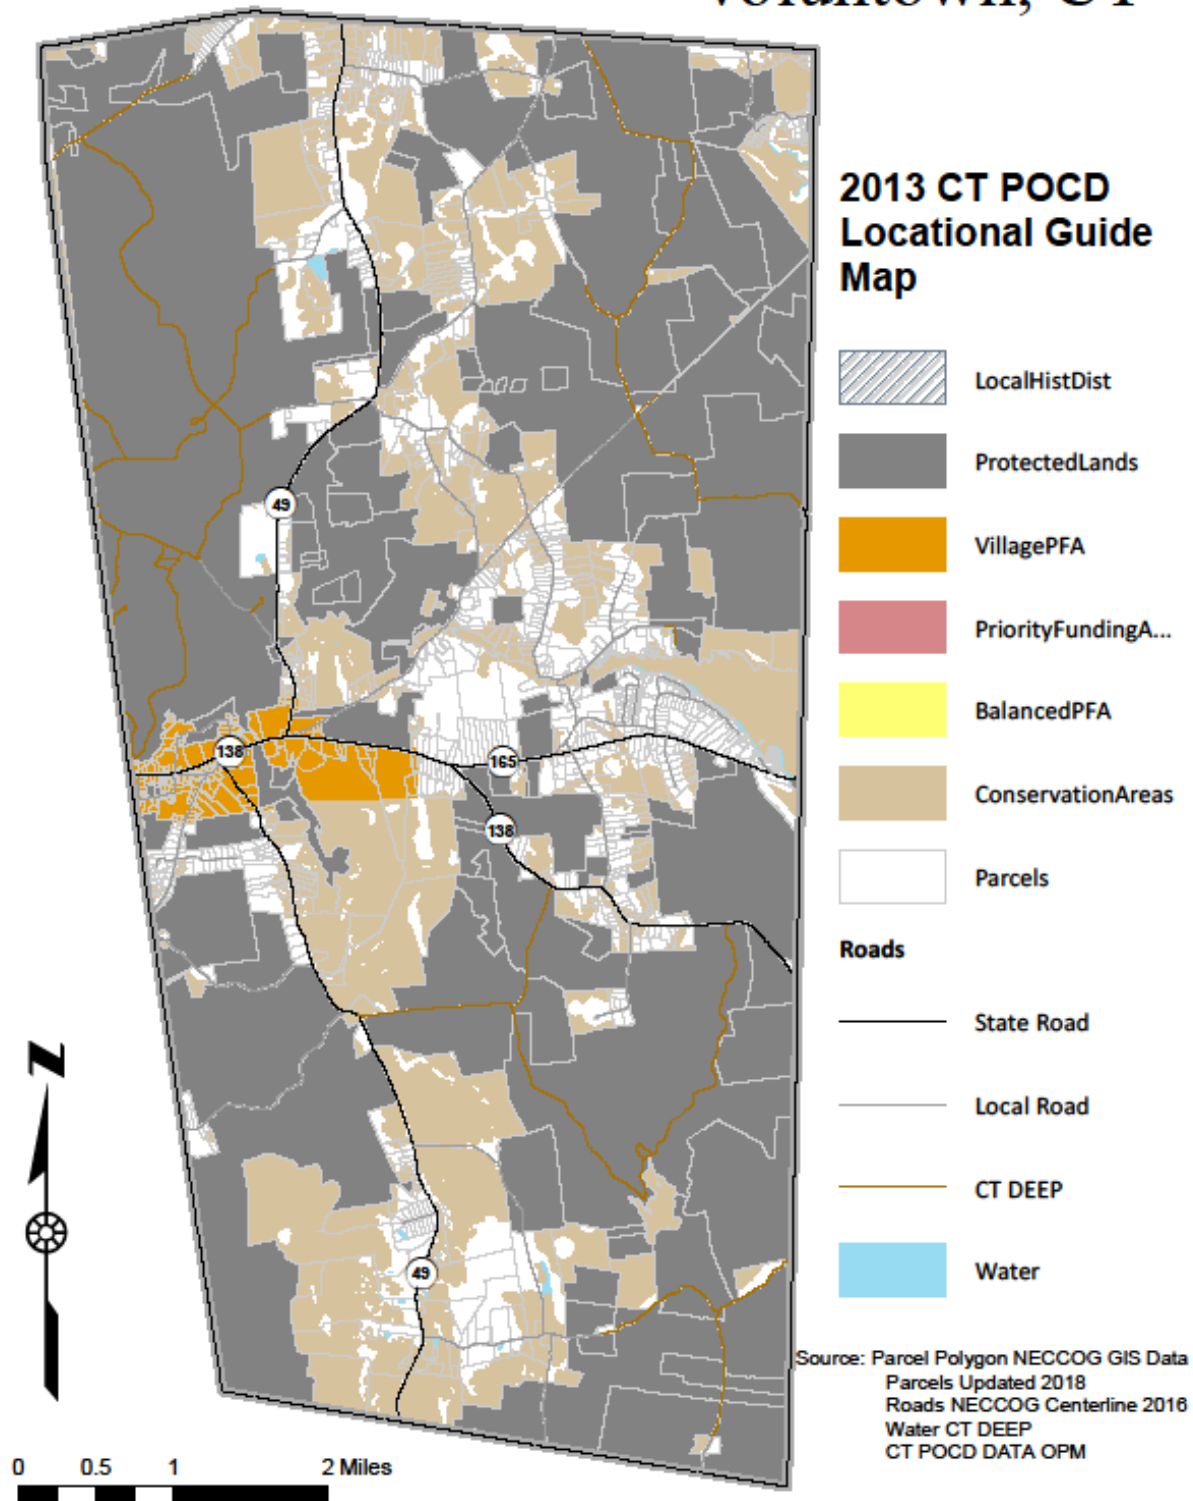 Voluntown, CT
2013 CT POCD
Locational Guide
Map
LocalHistDist
ProtectedLands
VillagePFA
PriorityFundingA...
BalancedPFA
ConservationAreas
Parcels
Roads
State Road
Local Road
CT DEEP
Water
49
138
165
138
49
N
Source: Parcel Polygon NECCOG GIS Data
Parcels Updated 2018
Roads NECCOG Centerline 2016
Water CT DEEP
CT POCD DATA OPM
0 0.5 1 2 Miles